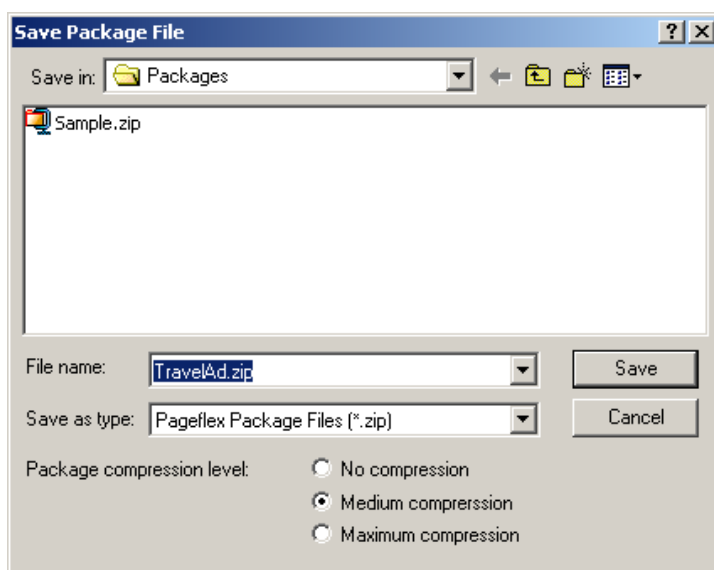 Save Package File
Save in: Packages
Sample.zip
File name: TravelAd.zip Save
Save as type: Pageflex Package Files (*.zip) Cancel
Package compression level: No compression
Medium comprerssion
Maximum compression